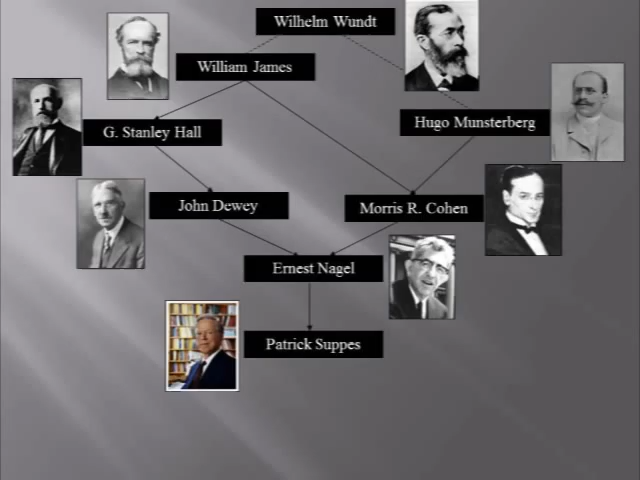 Wilhelm Wundt
William James
G. Stanley Hall
Hugo Munsterberg
John Dewey
Morris R. Cohen
Ernest Nagel
Patrick Suppes